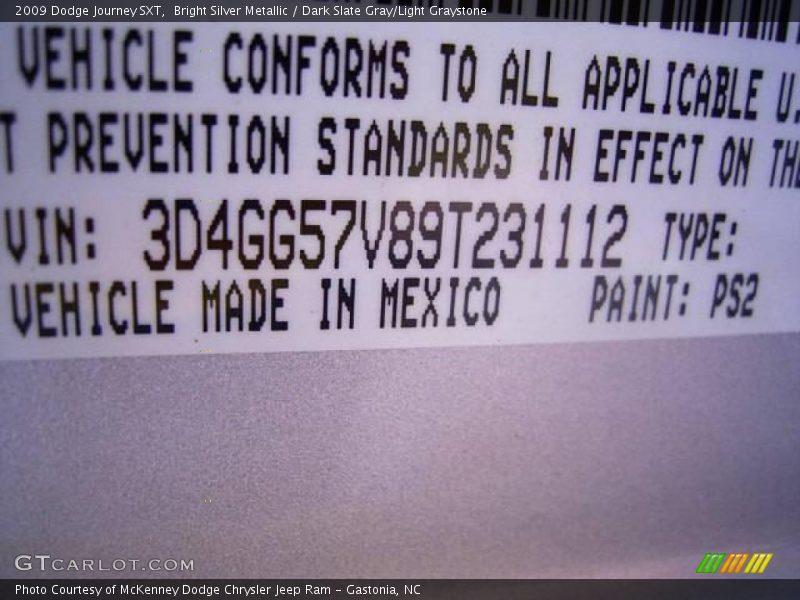 2009 Dodge Journey SXT, Bright Silver Metallic / Dark Slate Gray/Light Graystone
VEHICLE CONFORMS TO ALL APPLICABLE U.
T PREVENTION STANDARDS IN EFFECT ON THE
VIN: 3D4GG57V89T231112 TYPE:
VEHICLE MADE IN MEXICO PAINT: PS2
GTCARLOT.COM
Photo Courtesy of McKenney Dodge Chrysler Jeep Ram - Gastonia, NC